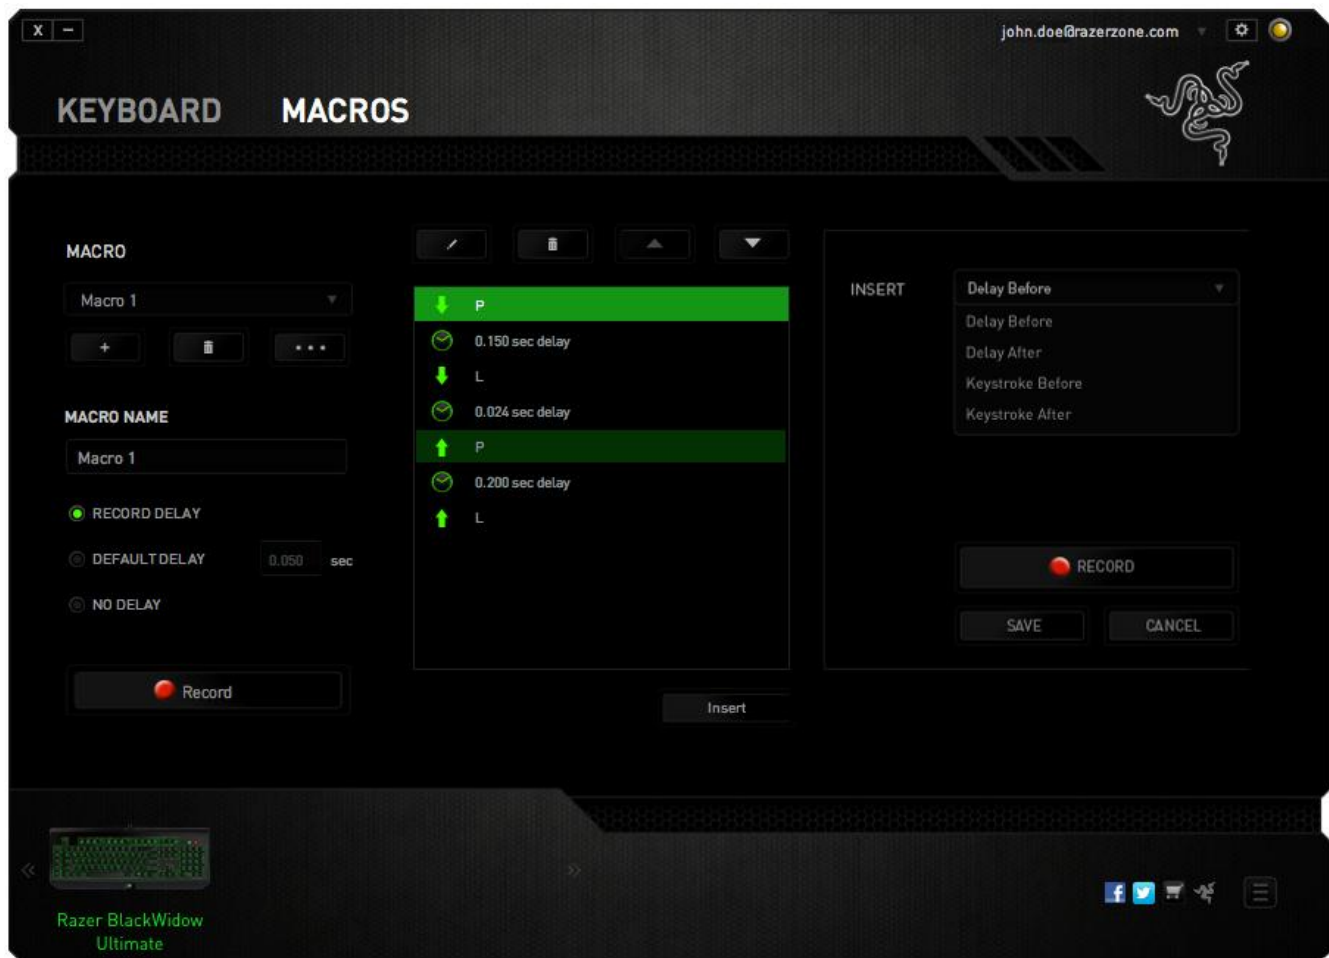 X –
john.doe@razerzone.com
KEYBOARD MACROS
MACRO
Macro 1
+ • • •
MACRO NAME
Macro 1
RECORD DELAY
DEFAULT DELAY 0.050 sec
NO DELAY
Record
P
0.150 sec delay
L
0.024 sec delay
P
0.200 sec delay
L
Insert
INSERT Delay Before
Delay Before
Delay After
Keystroke Before
Keystroke After
RECORD
SAVE CANCEL
Razer BlackWidow
Ultimate
f